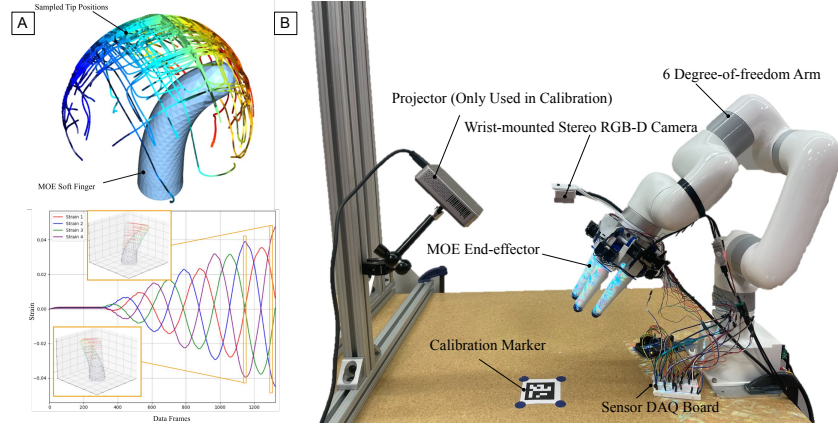 A
Sampled Tip Positions
MOE Soft Finger
Strain 1
Strain 2
Strain 3
Strain 4
0.04
0.02
0.00
−0.02
−0.04
Strain
0
200
400
600
800
1000
1200
Data Frames
B
6 Degree-of-freedom Arm
Projector (Only Used in Calibration)
Wrist-mounted Stereo RGB-D Camera
MOE End-effector
Calibration Marker
Sensor DAQ Board